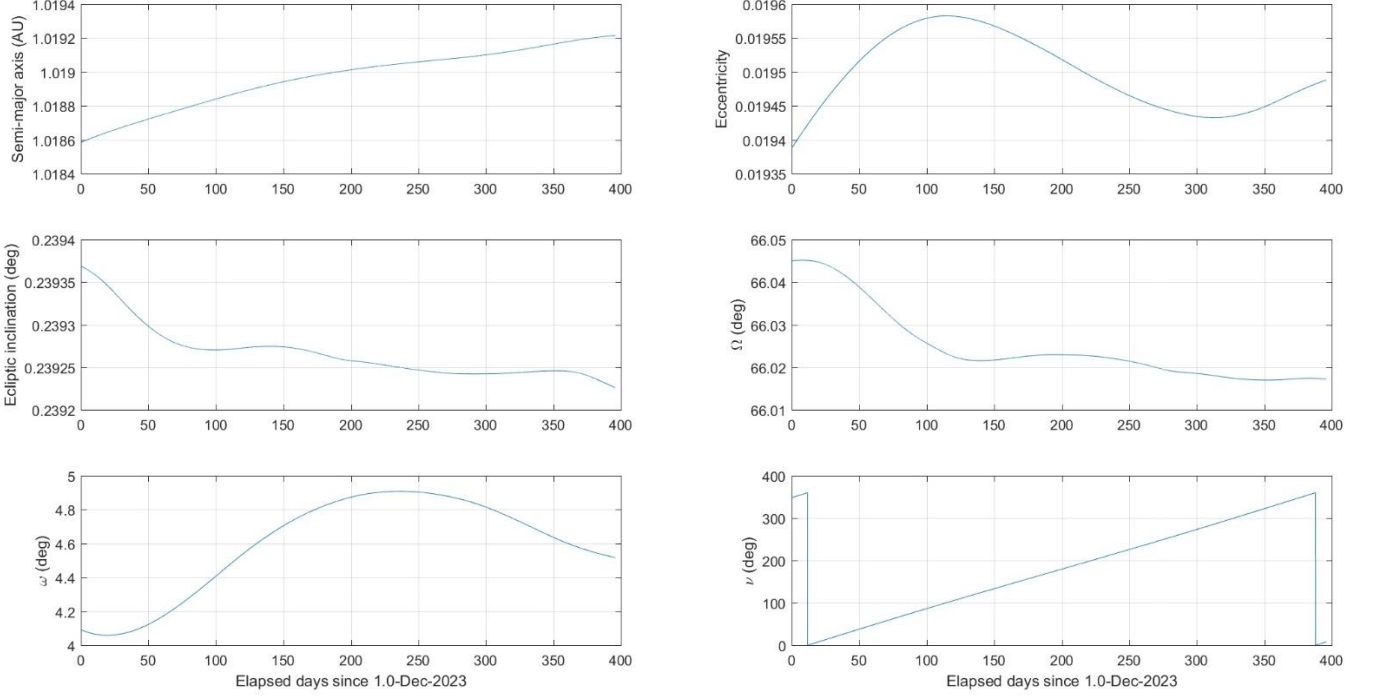 1.0194
1.0192
1.019
1.0188
1.0186
1.0184
Semi-major axis (AU)
0 50 100 150 200 250 300 350 400
0.0196
0.01955
0.0195
0.01945
0.0194
0.01935
Eccentricity
0 50 100 150 200 250 300 350 400
0.2394
0.23935
0.2393
0.23925
0.2392
Ecliptic inclination (deg)
0 50 100 150 200 250 300 350 400
66.05
66.04
66.03
66.02
66.01
Ω (deg)
0 50 100 150 200 250 300 350 400
5
4.8
4.6
4.4
4.2
4
ω (deg)
0 50 100 150 200 250 300 350 400
Elapsed days since 1.0-Dec-2023
400
300
200
100
0
ν (deg)
0 50 100 150 200 250 300 350 400
Elapsed days since 1.0-Dec-2023